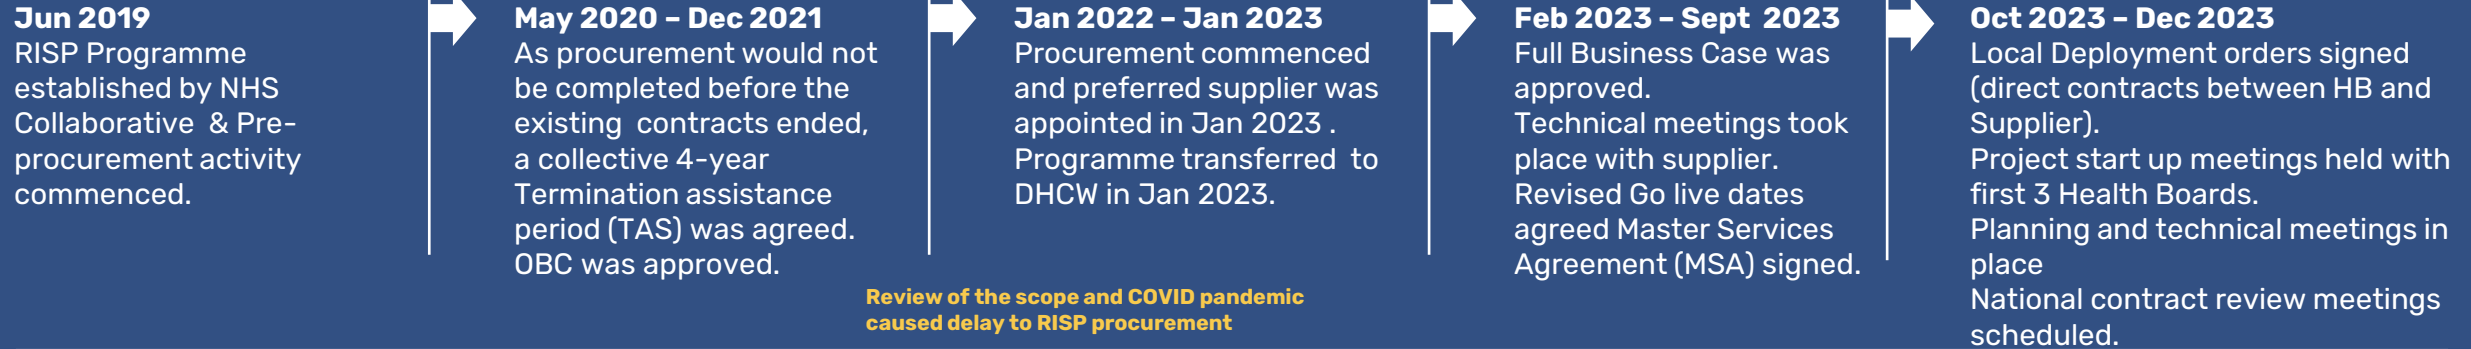 Jun 2019
RISP Programme
established by NHS
Collaborative & Pre-
procurement activity
commenced.
May 2020 – Dec 2021
As procurement would not
be completed before the
existing contracts ended,
a collective 4-year
Termination assistance
period (TAS) was agreed.
OBC was approved.
Jan 2022 – Jan 2023
Procurement commenced
and preferred supplier was
appointed in Jan 2023 .
Programme transferred to
DHCW in Jan 2023.
Review of the scope and COVID pandemic
caused delay to RISP procurement
Feb 2023 – Sept 2023
Full Business Case was
approved.
Technical meetings took
place with supplier.
Revised Go live dates
agreed Master Services
Agreement (MSA) signed.
Oct 2023 – Dec 2023
Local Deployment orders signed
(direct contracts between HB and
Supplier).
Project start up meetings held with
first 3 Health Boards.
Planning and technical meetings in
place
National contract review meetings
scheduled.